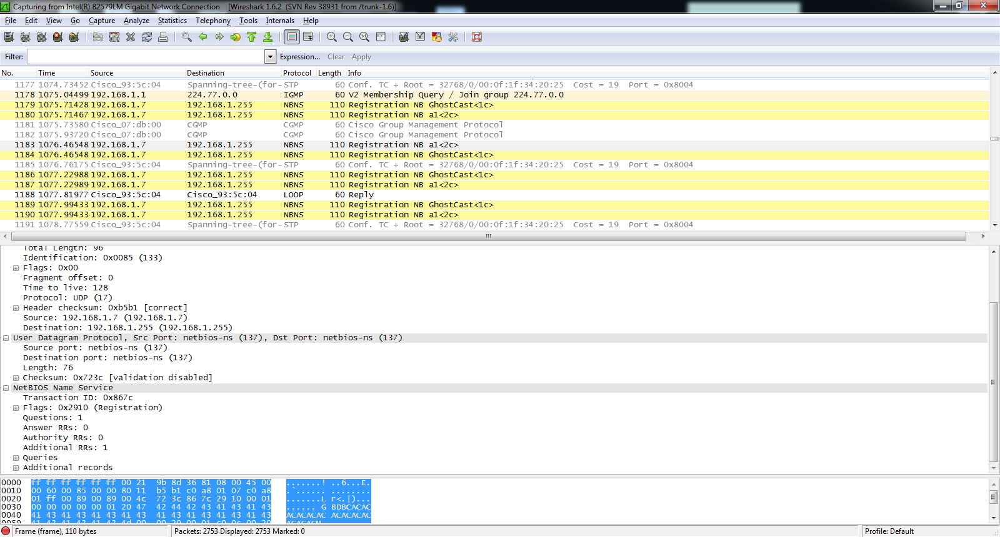 Capturing from Intel(R) 82579LM Gigabit Network Connection [Wireshark 1.6.2 (SVN Rev 38931 from /trunk-1.6)]
File Edit View Go Capture Analyze Statistics Telephony Tools Internals Help
Filter: Expression... Clear Apply
No. Time Source Destination Protocol Length Info
1177 1074.73452 Cisco_93:5c:04 Spanning-tree-(for- STP 60 Conf. TC + Root = 32768/0/00:0f:1f:34:20:25 Cost = 19 Port = 0x8004
1178 1075.04499 192.168.1.1 224.77.0.0 IGMP 60 V2 Membership Query / Join group 224.77.0.0
1179 1075.71428 192.168.1.7 192.168.1.255 NBNS 110 Registration NB GhostCast<1c>
1180 1075.71467 192.168.1.7 192.168.1.255 NBNS 110 Registration NB a1<2c>
1181 1075.73580 Cisco_07:db:00 CGMP CGMP 60 Cisco Group Management Protocol
1182 1075.93720 Cisco_07:db:00 CGMP CGMP 60 Cisco Group Management Protocol
1183 1076.46548 192.168.1.7 192.168.1.255 NBNS 110 Registration NB a1<2c>
1184 1076.46548 192.168.1.7 192.168.1.255 NBNS 110 Registration NB GhostCast<1c>
1185 1076.76175 Cisco_93:5c:04 Spanning-tree-(for- STP 60 Conf. TC + Root = 32768/0/00:0f:1f:34:20:25 Cost = 19 Port = 0x8004
1186 1077.22988 192.168.1.7 192.168.1.255 NBNS 110 Registration NB GhostCast<1c>
1187 1077.22989 192.168.1.7 192.168.1.255 NBNS 110 Registration NB a1<2c>
1188 1077.81977 Cisco_93:5c:04 Cisco_93:5c:04 LOOP 60 Reply
1189 1077.99433 192.168.1.7 192.168.1.255 NBNS 110 Registration NB GhostCast<1c>
1190 1077.99433 192.168.1.7 192.168.1.255 NBNS 110 Registration NB a1<2c>
1191 1078.77559 Cisco_93:5c:04 Spanning-tree-(for- STP 60 Conf. TC + Root = 32768/0/00:0f:1f:34:20:25 Cost = 19 Port = 0x8004
Total Length: 96
Identification: 0x0085 (133)
Flags: 0x00
Fragment offset: 0
Time to live: 128
Protocol: UDP (17)
Header checksum: 0xb5b1 [correct]
Source: 192.168.1.7 (192.168.1.7)
Destination: 192.168.1.255 (192.168.1.255)
User Datagram Protocol, Src Port: netbios-ns (137), Dst Port: netbios-ns (137)
Source port: netbios-ns (137)
Destination port: netbios-ns (137)
Length: 76
Checksum: 0x723c [validation disabled]
NetBIOS Name Service
Transaction ID: 0x867c
Flags: 0x2910 (Registration)
Questions: 1
Answer RRs: 0
Authority RRs: 0
Additional RRs: 1
Queries
Additional records
0000 ff ff ff ff ff ff 00 21 9b 8d 36 81 08 00 45 00 .......! ..6...E.
0010 00 60 00 85 00 00 80 11 b5 b1 c0 a8 01 07 c0 a8 .`...... ........
0020 01 ff 00 89 00 89 00 4c 72 3c 86 7c 29 10 00 01 .......L r<.|)...
0030 00 00 00 00 00 01 20 47 42 44 42 43 41 43 41 43 ...... G BDBCACAC
0040 41 43 41 43 41 43 41 43 41 43 41 43 41 43 41 43 ACACACAC ACACACAC
0050 41 43 41 43 41 43 4d 00 00 20 00 01 c0 0c 00 20 ACACACM.
Frame (frame), 110 bytes Packets: 2753 Displayed: 2753 Marked: 0 Profile: Default